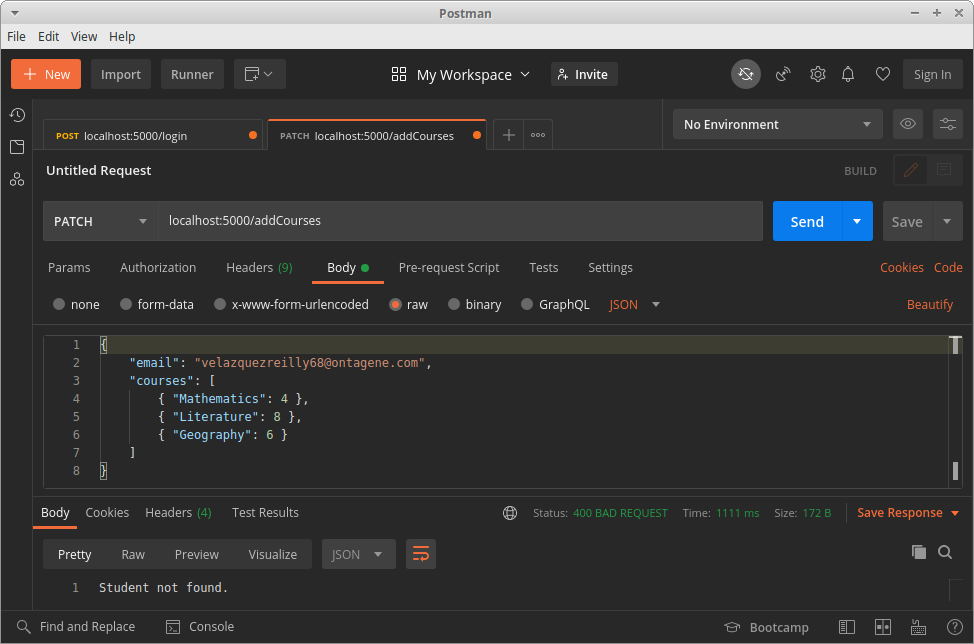 Postman
File Edit View Help
New Import Runner My Workspace Invite Sign In
POST localhost:5000/login PATCH localhost:5000/addCourses No Environment
Untitled Request BUILD
PATCH localhost:5000/addCourses Send Save
Params Authorization Headers (9) Body Pre-request Script Tests Settings Cookies Code
none form-data x-www-form-urlencoded raw binary GraphQL JSON Beautify
1 {
2 "email": "velazquezreilly68@ontagene.com",
3 "courses": [
4 { "Mathematics": 4 },
5 { "Literature": 8 },
6 { "Geography": 6 }
7 ]
8 }
Body Cookies Headers (4) Test Results Status: 400 BAD REQUEST Time: 1111 ms Size: 172 B Save Response
Pretty Raw Preview Visualize JSON
1 Student not found.
Find and Replace Console Bootcamp